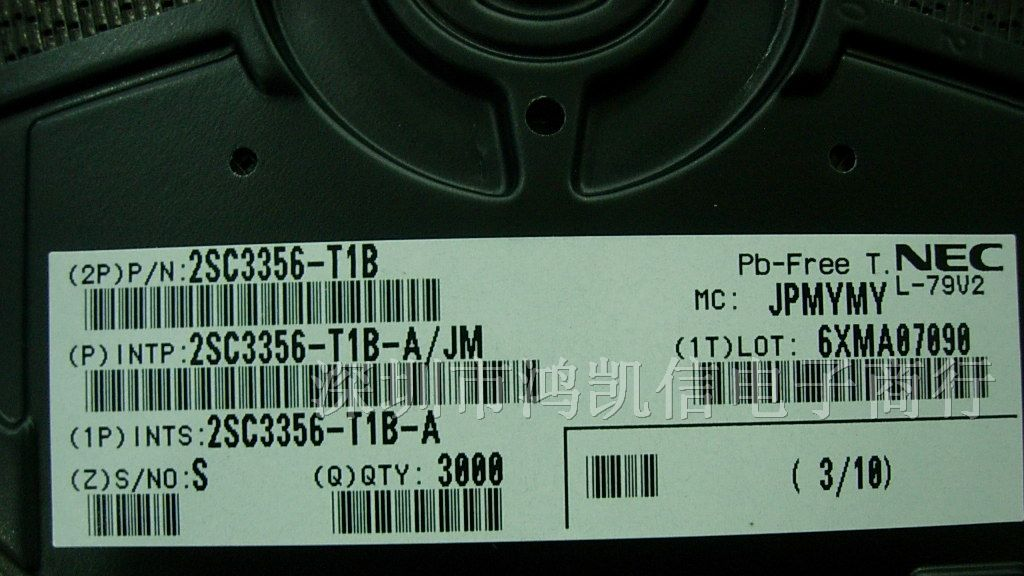 (2P)P/N:2SC3356-T1B
Pb-Free T. NEC
MC: JPMYMY L-79V2
(P)INTP:2SC3356-T1B-A/JM
(1T)LOT: 6XMA07090
深圳市鸿凯信电子商行
(1P)INTS:2SC3356-T1B-A
(Z)S/NO:S
(Q)QTY: 3000
( 3/10)